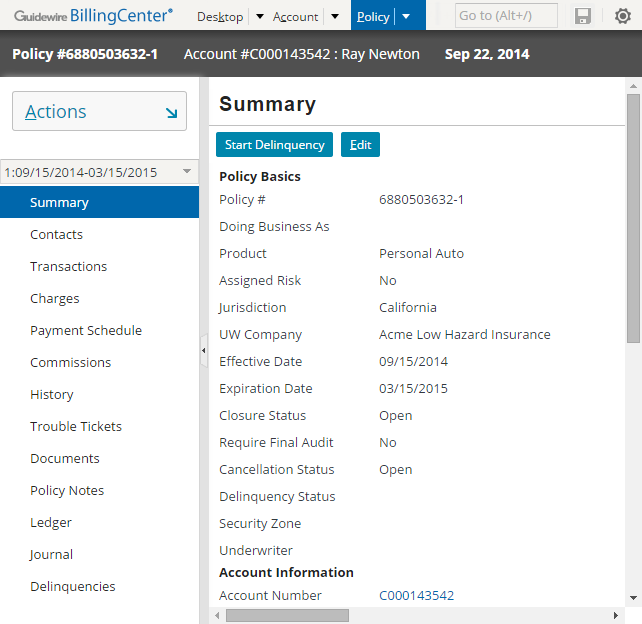 Guidewire BillingCenter® Desktop Account Policy Go to (Alt+/)
Policy #6880503632-1 Account #C000143542 : Ray Newton Sep 22, 2014
Actions
1:09/15/2014-03/15/2015
Summary
Contacts
Transactions
Charges
Payment Schedule
Commissions
History
Trouble Tickets
Documents
Policy Notes
Ledger
Journal
Delinquencies
Summary
Start Delinquency Edit
Policy Basics
Policy # 6880503632-1
Doing Business As
Product Personal Auto
Assigned Risk No
Jurisdiction California
UW Company Acme Low Hazard Insurance
Effective Date 09/15/2014
Expiration Date 03/15/2015
Closure Status Open
Require Final Audit No
Cancellation Status Open
Delinquency Status
Security Zone
Underwriter
Account Information
Account Number C000143542